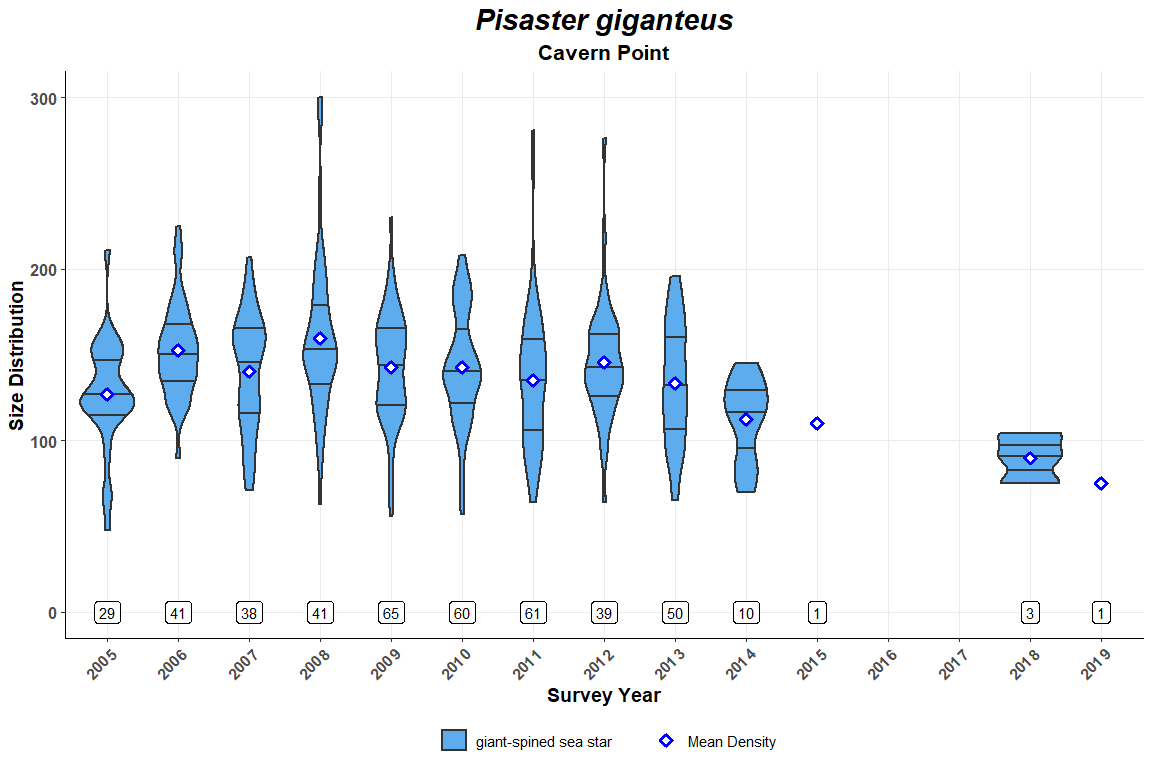 Pisaster giganteus
Cavern Point
Size Distribution
300
200
100
0
29 41 38 41 65 60 61 39 50 10 1 3 1
2005 2006 2007 2008 2009 2010 2011 2012 2013 2014 2015 2016 2017 2018 2019
Survey Year
giant-spined sea star Mean Density